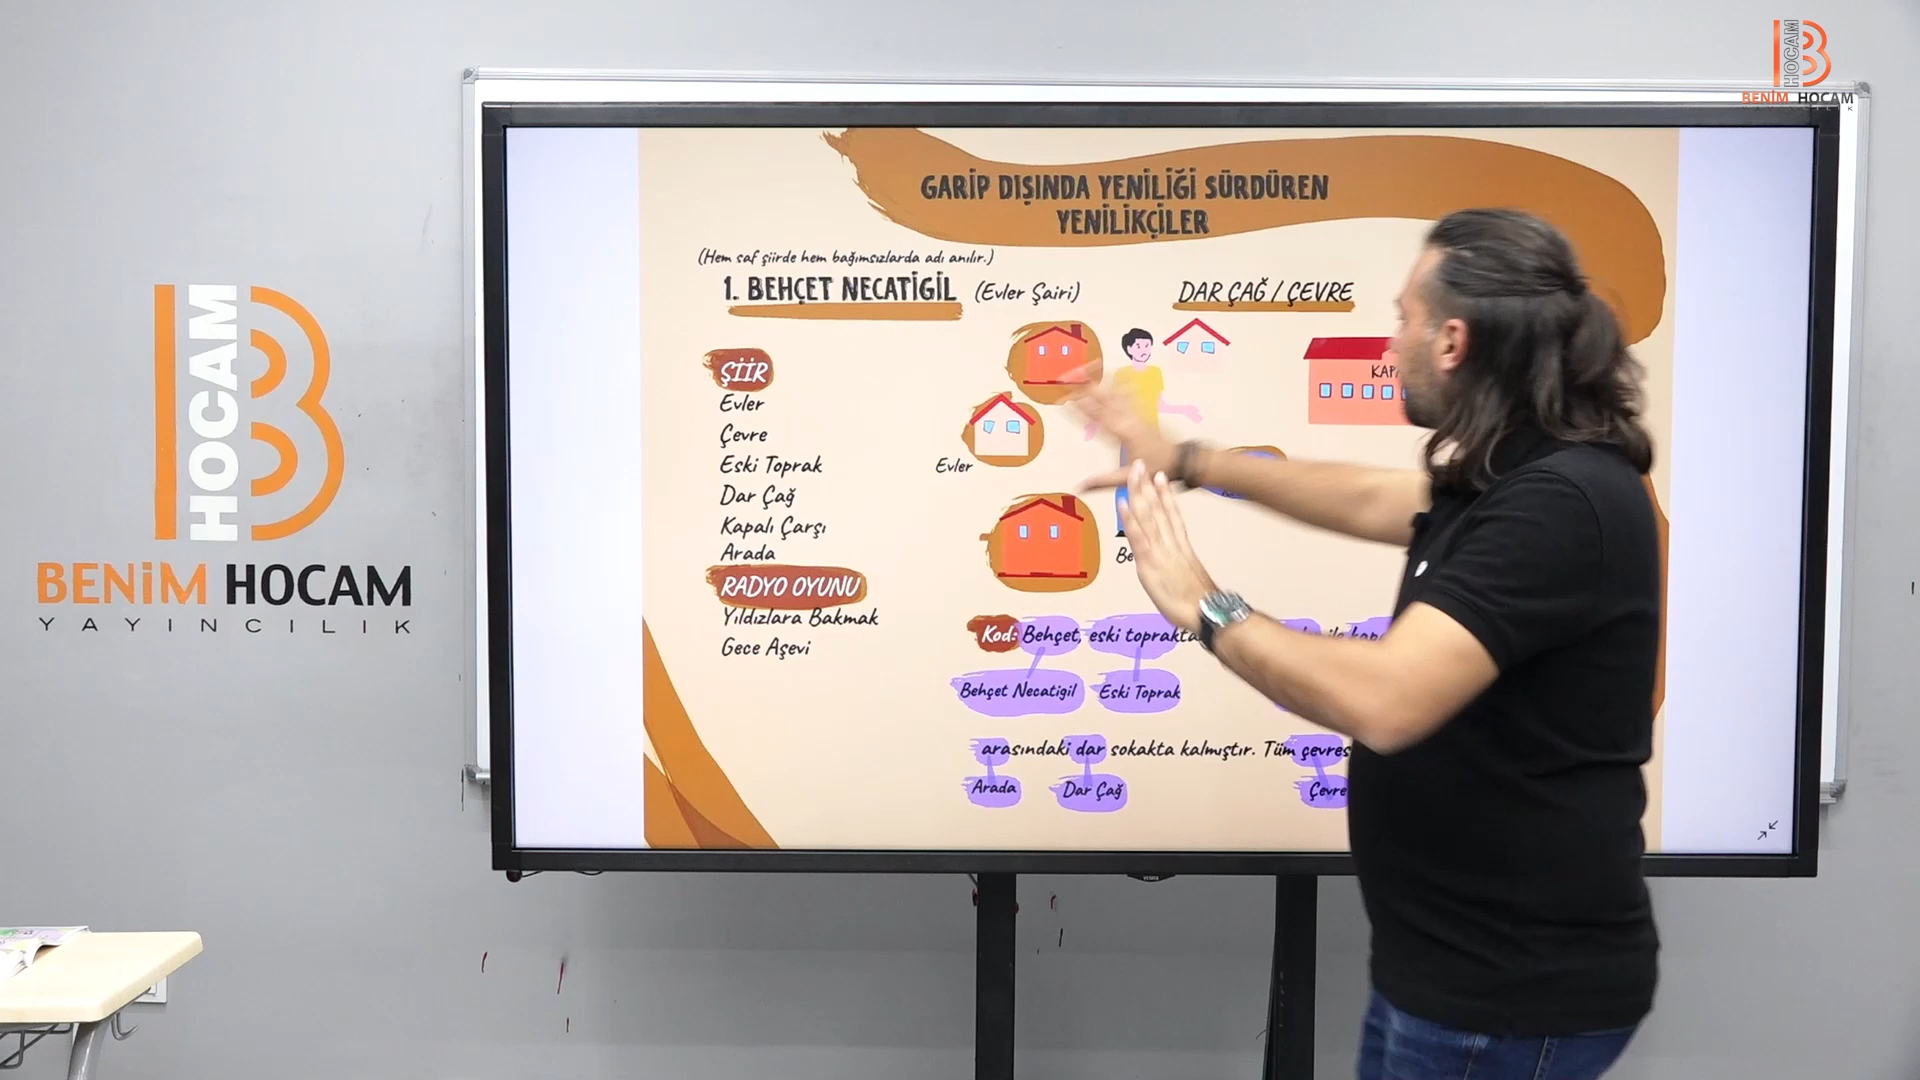 HOCAM
BENİM HOCAM
HOCAM
BENİM HOCAM
YAYINCILIK
GARİP DIŞINDA YENİLİĞİ SÜRDÜREN
YENİLİKÇİLER
(Hem saf şiirde hem bağımsızlarda adı anılır.)
1. BEHÇET NECATİGİL (Evler Şairi)
DAR ÇAĞ / ÇEVRE
ŞİİR
Evler
Çevre
Eski Toprak
Dar Çağ
Kapalı Çarşı
Arada
RADYO OYUNU
Yıldızlara Bakmak
Gece Aşevi
Evler
Kod: Behçet, eski toprakta ile
Behçet Necatigil Eski Toprak
arasındaki dar sokakta kalmıştır. Tüm
Arada Dar Çağ Çevre